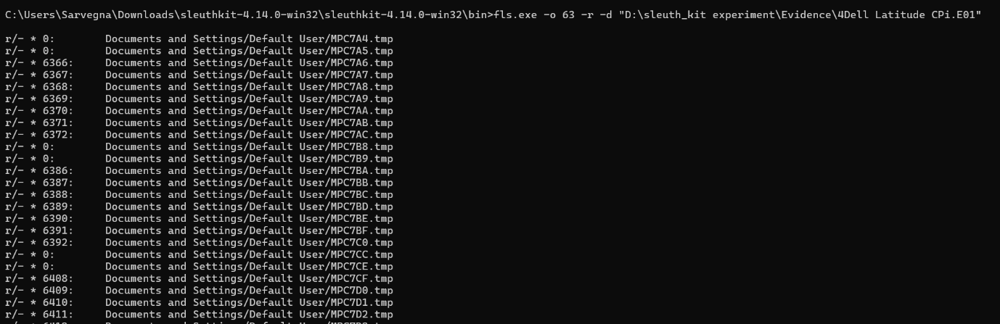 C:\Users\Sarvegna\Downloads\sleuthkit-4.14.0-win32\sleuthkit-4.14.0-win32\bin>fls.exe -o 63 -r -d "D:\sleuth_kit experiment\Evidence\4Dell Latitude CPi.E01"
r/- * 0:        Documents and Settings/Default User/MPC7A4.tmp
r/- * 0:        Documents and Settings/Default User/MPC7A5.tmp
r/- * 6366:     Documents and Settings/Default User/MPC7A6.tmp
r/- * 6367:     Documents and Settings/Default User/MPC7A7.tmp
r/- * 6368:     Documents and Settings/Default User/MPC7A8.tmp
r/- * 6369:     Documents and Settings/Default User/MPC7A9.tmp
r/- * 6370:     Documents and Settings/Default User/MPC7AA.tmp
r/- * 6371:     Documents and Settings/Default User/MPC7AB.tmp
r/- * 6372:     Documents and Settings/Default User/MPC7AC.tmp
r/- * 0:        Documents and Settings/Default User/MPC7B8.tmp
r/- * 0:        Documents and Settings/Default User/MPC7B9.tmp
r/- * 6386:     Documents and Settings/Default User/MPC7BA.tmp
r/- * 6387:     Documents and Settings/Default User/MPC7BB.tmp
r/- * 6388:     Documents and Settings/Default User/MPC7BC.tmp
r/- * 6389:     Documents and Settings/Default User/MPC7BD.tmp
r/- * 6390:     Documents and Settings/Default User/MPC7BE.tmp
r/- * 6391:     Documents and Settings/Default User/MPC7BF.tmp
r/- * 6392:     Documents and Settings/Default User/MPC7C0.tmp
r/- * 0:        Documents and Settings/Default User/MPC7CC.tmp
r/- * 0:        Documents and Settings/Default User/MPC7CE.tmp
r/- * 6408:     Documents and Settings/Default User/MPC7CF.tmp
r/- * 6409:     Documents and Settings/Default User/MPC7D0.tmp
r/- * 6410:     Documents and Settings/Default User/MPC7D1.tmp
r/- * 6411:     Documents and Settings/Default User/MPC7D2.tmp